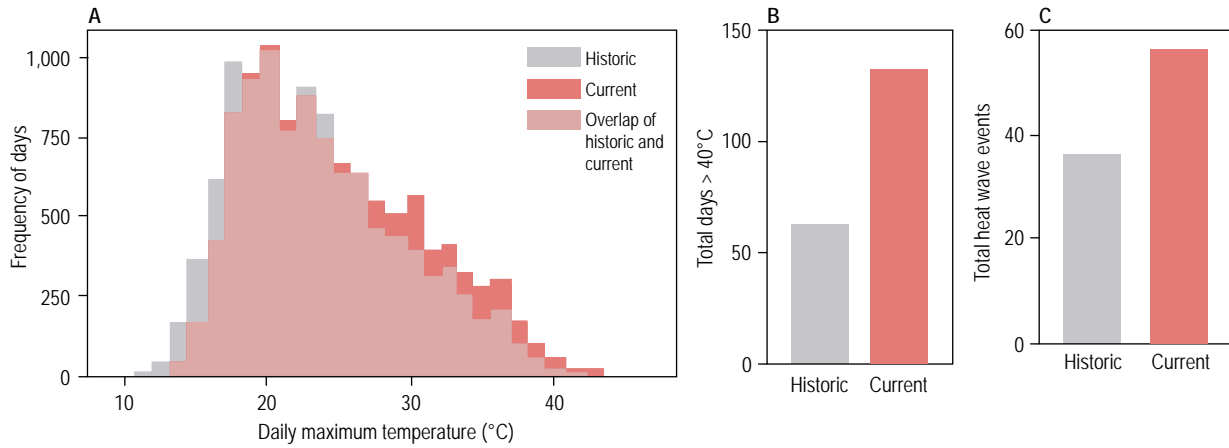 A
Frequency of days
1,000
750
500
250
0
10
20
30
40
Daily maximum temperature (°C)
Historic
Current
Overlap of
historic and
current
B
Total days > 40°C
150
100
50
0
Historic
Current
C
Total heat wave events
60
40
20
0
Historic
Current